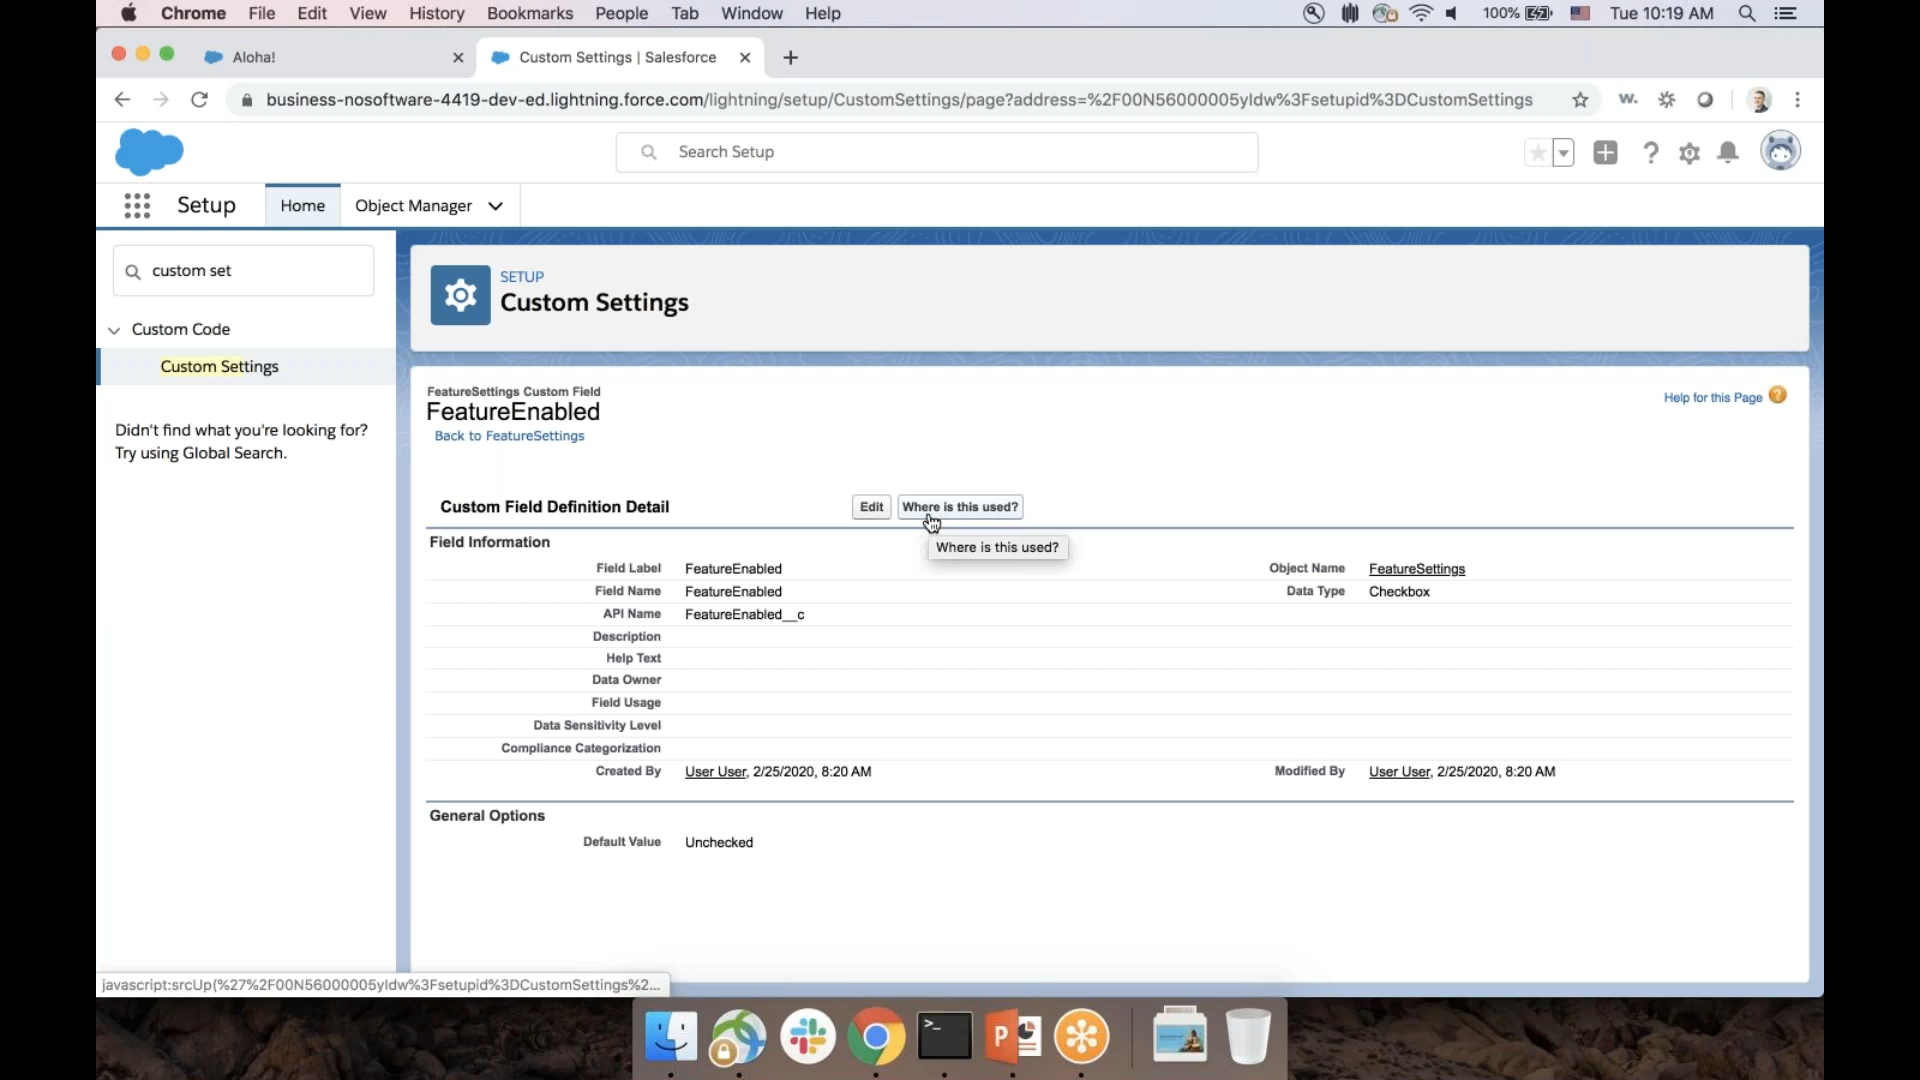 Chrome File Edit View History Bookmarks People Tab Window Help 100% Tue 10:19 AM
Aloha! Custom Settings | Salesforce
business-nosoftware-4419-dev-ed.lightning.force.com/lightning/setup/CustomSettings/page?address=%2F00N56000005yIdw%3Fsetupid%3DCustomSettings w.
Search Setup
Setup Home Object Manager
custom set
Custom Code
Custom Settings
Didn't find what you're looking for?
Try using Global Search.
SETUP
Custom Settings
FeatureSettings Custom Field
FeatureEnabled
Back to FeatureSettings
Help for this Page ?
Custom Field Definition Detail Edit Where is this used?
Where is this used?
Field Information
Field Label FeatureEnabled Object Name FeatureSettings
Field Name FeatureEnabled Data Type Checkbox
API Name FeatureEnabled__c
Description
Help Text
Data Owner
Field Usage
Data Sensitivity Level
Compliance Categorization
Created By User User, 2/25/2020, 8:20 AM Modified By User User, 2/25/2020, 8:20 AM
General Options
Default Value Unchecked
javascript:srcUp(%27%2F00N56000005yIdw%3Fsetupid%3DCustomSettings%2...
>_ P